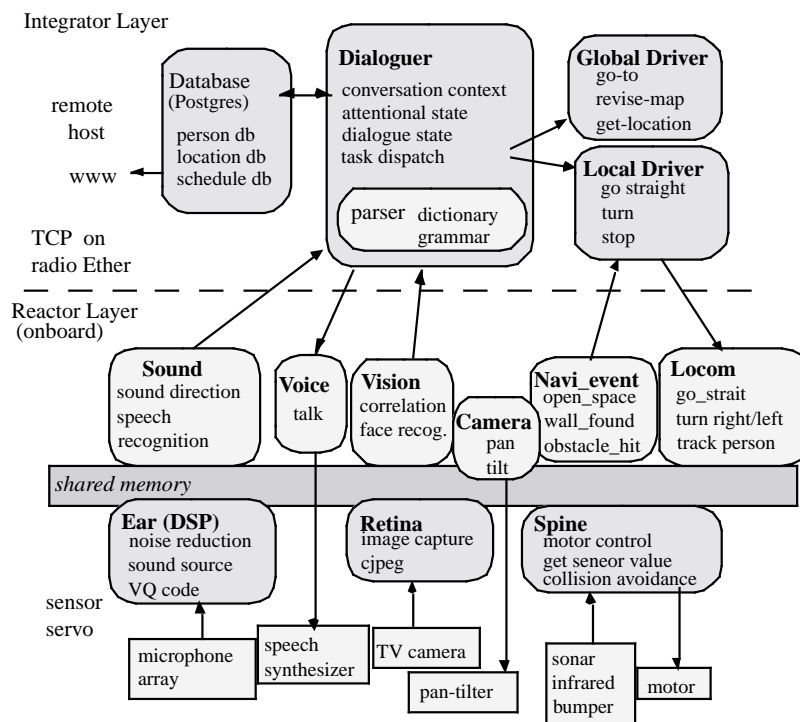 Integrator Layer
Dialoguer
conversation context
attentional state
dialogue state
task dispatch
parser
dictionary
grammar
Database
(Postgres)
person db
location db
schedule db
remote
host
www
Global Driver
go-to
revise-map
get-location
Local Driver
go straight
turn
stop
TCP on
radio Ether
Reactor Layer
(onboard)
Sound
sound direction
speech
recognition
Voice
talk
Vision
correlation
face recog.
Camera
pan
tilt
Navi_event
open_space
wall_found
obstacle_hit
Locom
go_strait
turn right/left
track person
shared memory
Ear (DSP)
noise reduction
sound source
VQ code
Retina
image capture
cjpeg
Spine
motor control
get seneor value
collision avoidance
sensor
servo
microphone
array
speech
synthesizer
TV camera
pan-tilter
sonar
infrared
bumper
motor